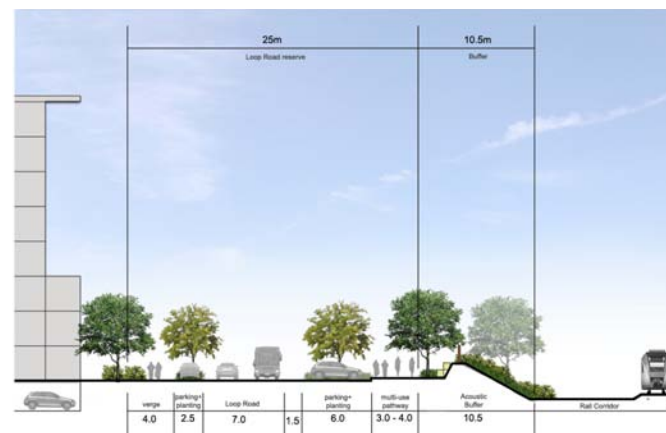 25m
10.5m
Loop Road reserve
Buffer
verge
parking+
planting
Loop Road
parking+
planting
multi-use
pathway
Acoustic
Buffer
Rail Corridor
4.0
2.5
7.0
1.5
6.0
3.0 - 4.0
10.5